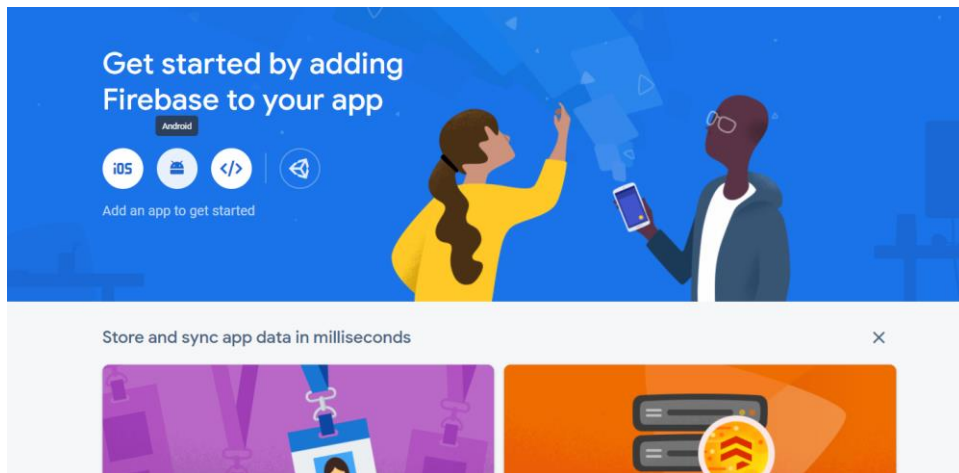 Get started by adding
Firebase to your app
Android
iOS
</>
Add an app to get started
Store and sync app data in milliseconds